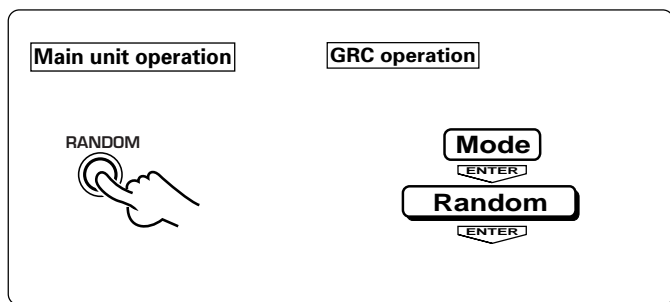 Main unit operation
GRC operation
RANDOM
Mode
ENTER
Random
ENTER